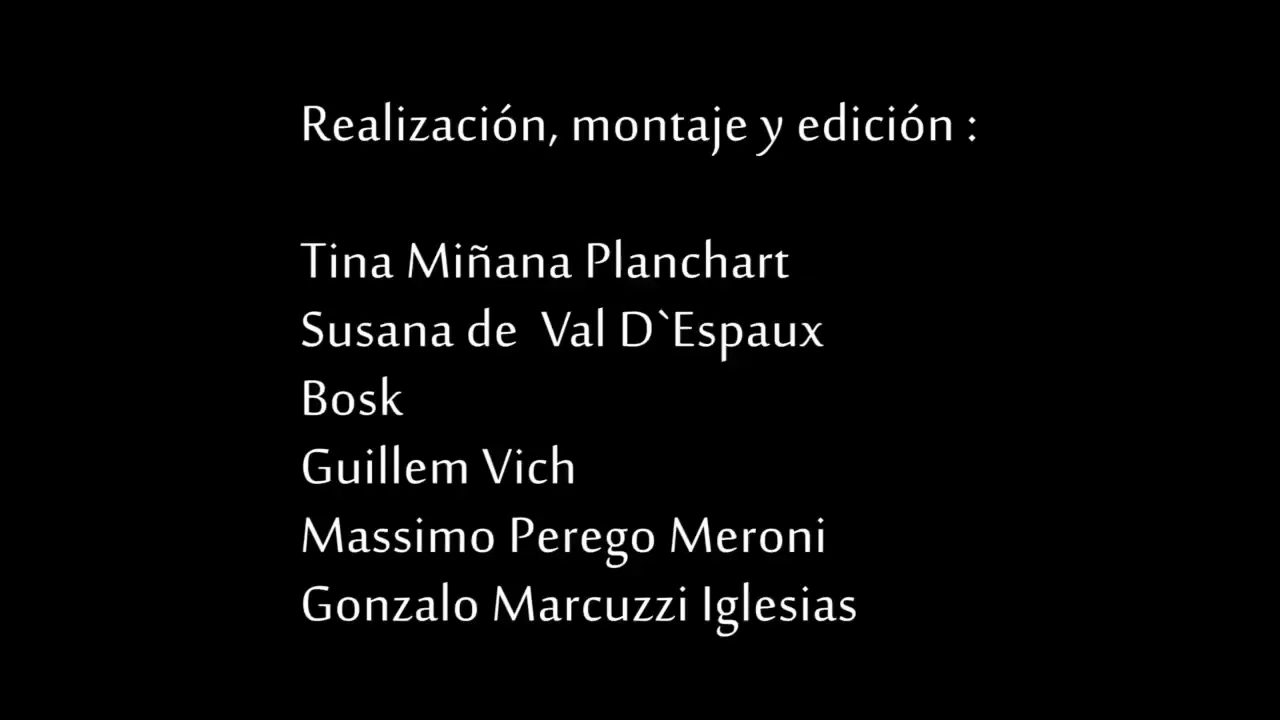 Realización, montaje y edición :
Tina Miñana Planchart
Susana de  Val D`Espaux
Bosk
Guillem Vich
Massimo Perego Meroni
Gonzalo Marcuzzi Iglesias